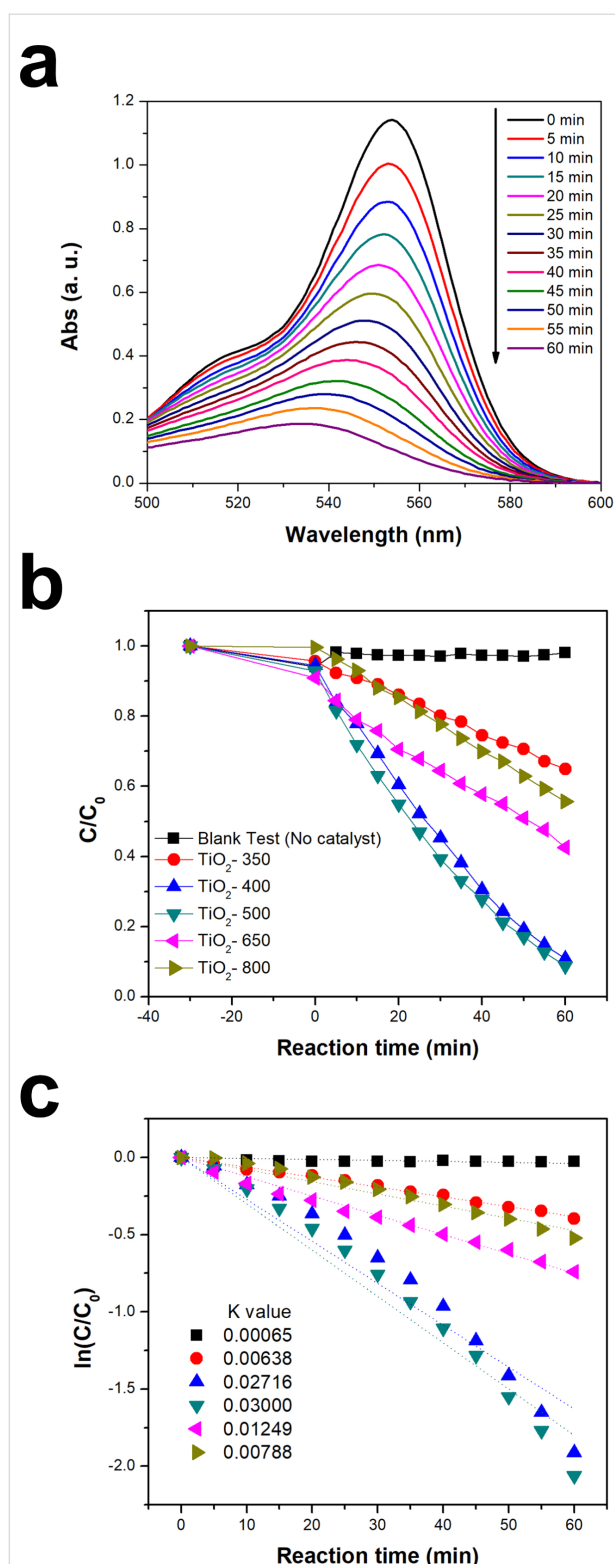 a
1.2
1.0
0.8
0.6
0.4
0.2
0.0
Abs (a. u.)
500 520 540 560 580 600
Wavelength (nm)
0 min
5 min
10 min
15 min
20 min
25 min
30 min
35 min
40 min
45 min
50 min
55 min
60 min
b
1.0
0.8
0.6
0.4
0.2
0.0
C/C₀
-40 -20 0 20 40 60
Reaction time (min)
Blank Test (No catalyst)
TiO₂- 350
TiO₂- 400
TiO₂- 500
TiO₂- 650
TiO₂- 800
c
0.0
-0.5
-1.0
-1.5
-2.0
ln(C/C₀)
K value
0.00065
0.00638
0.02716
0.03000
0.01249
0.00788
0 10 20 30 40 50 60
Reaction time (min)